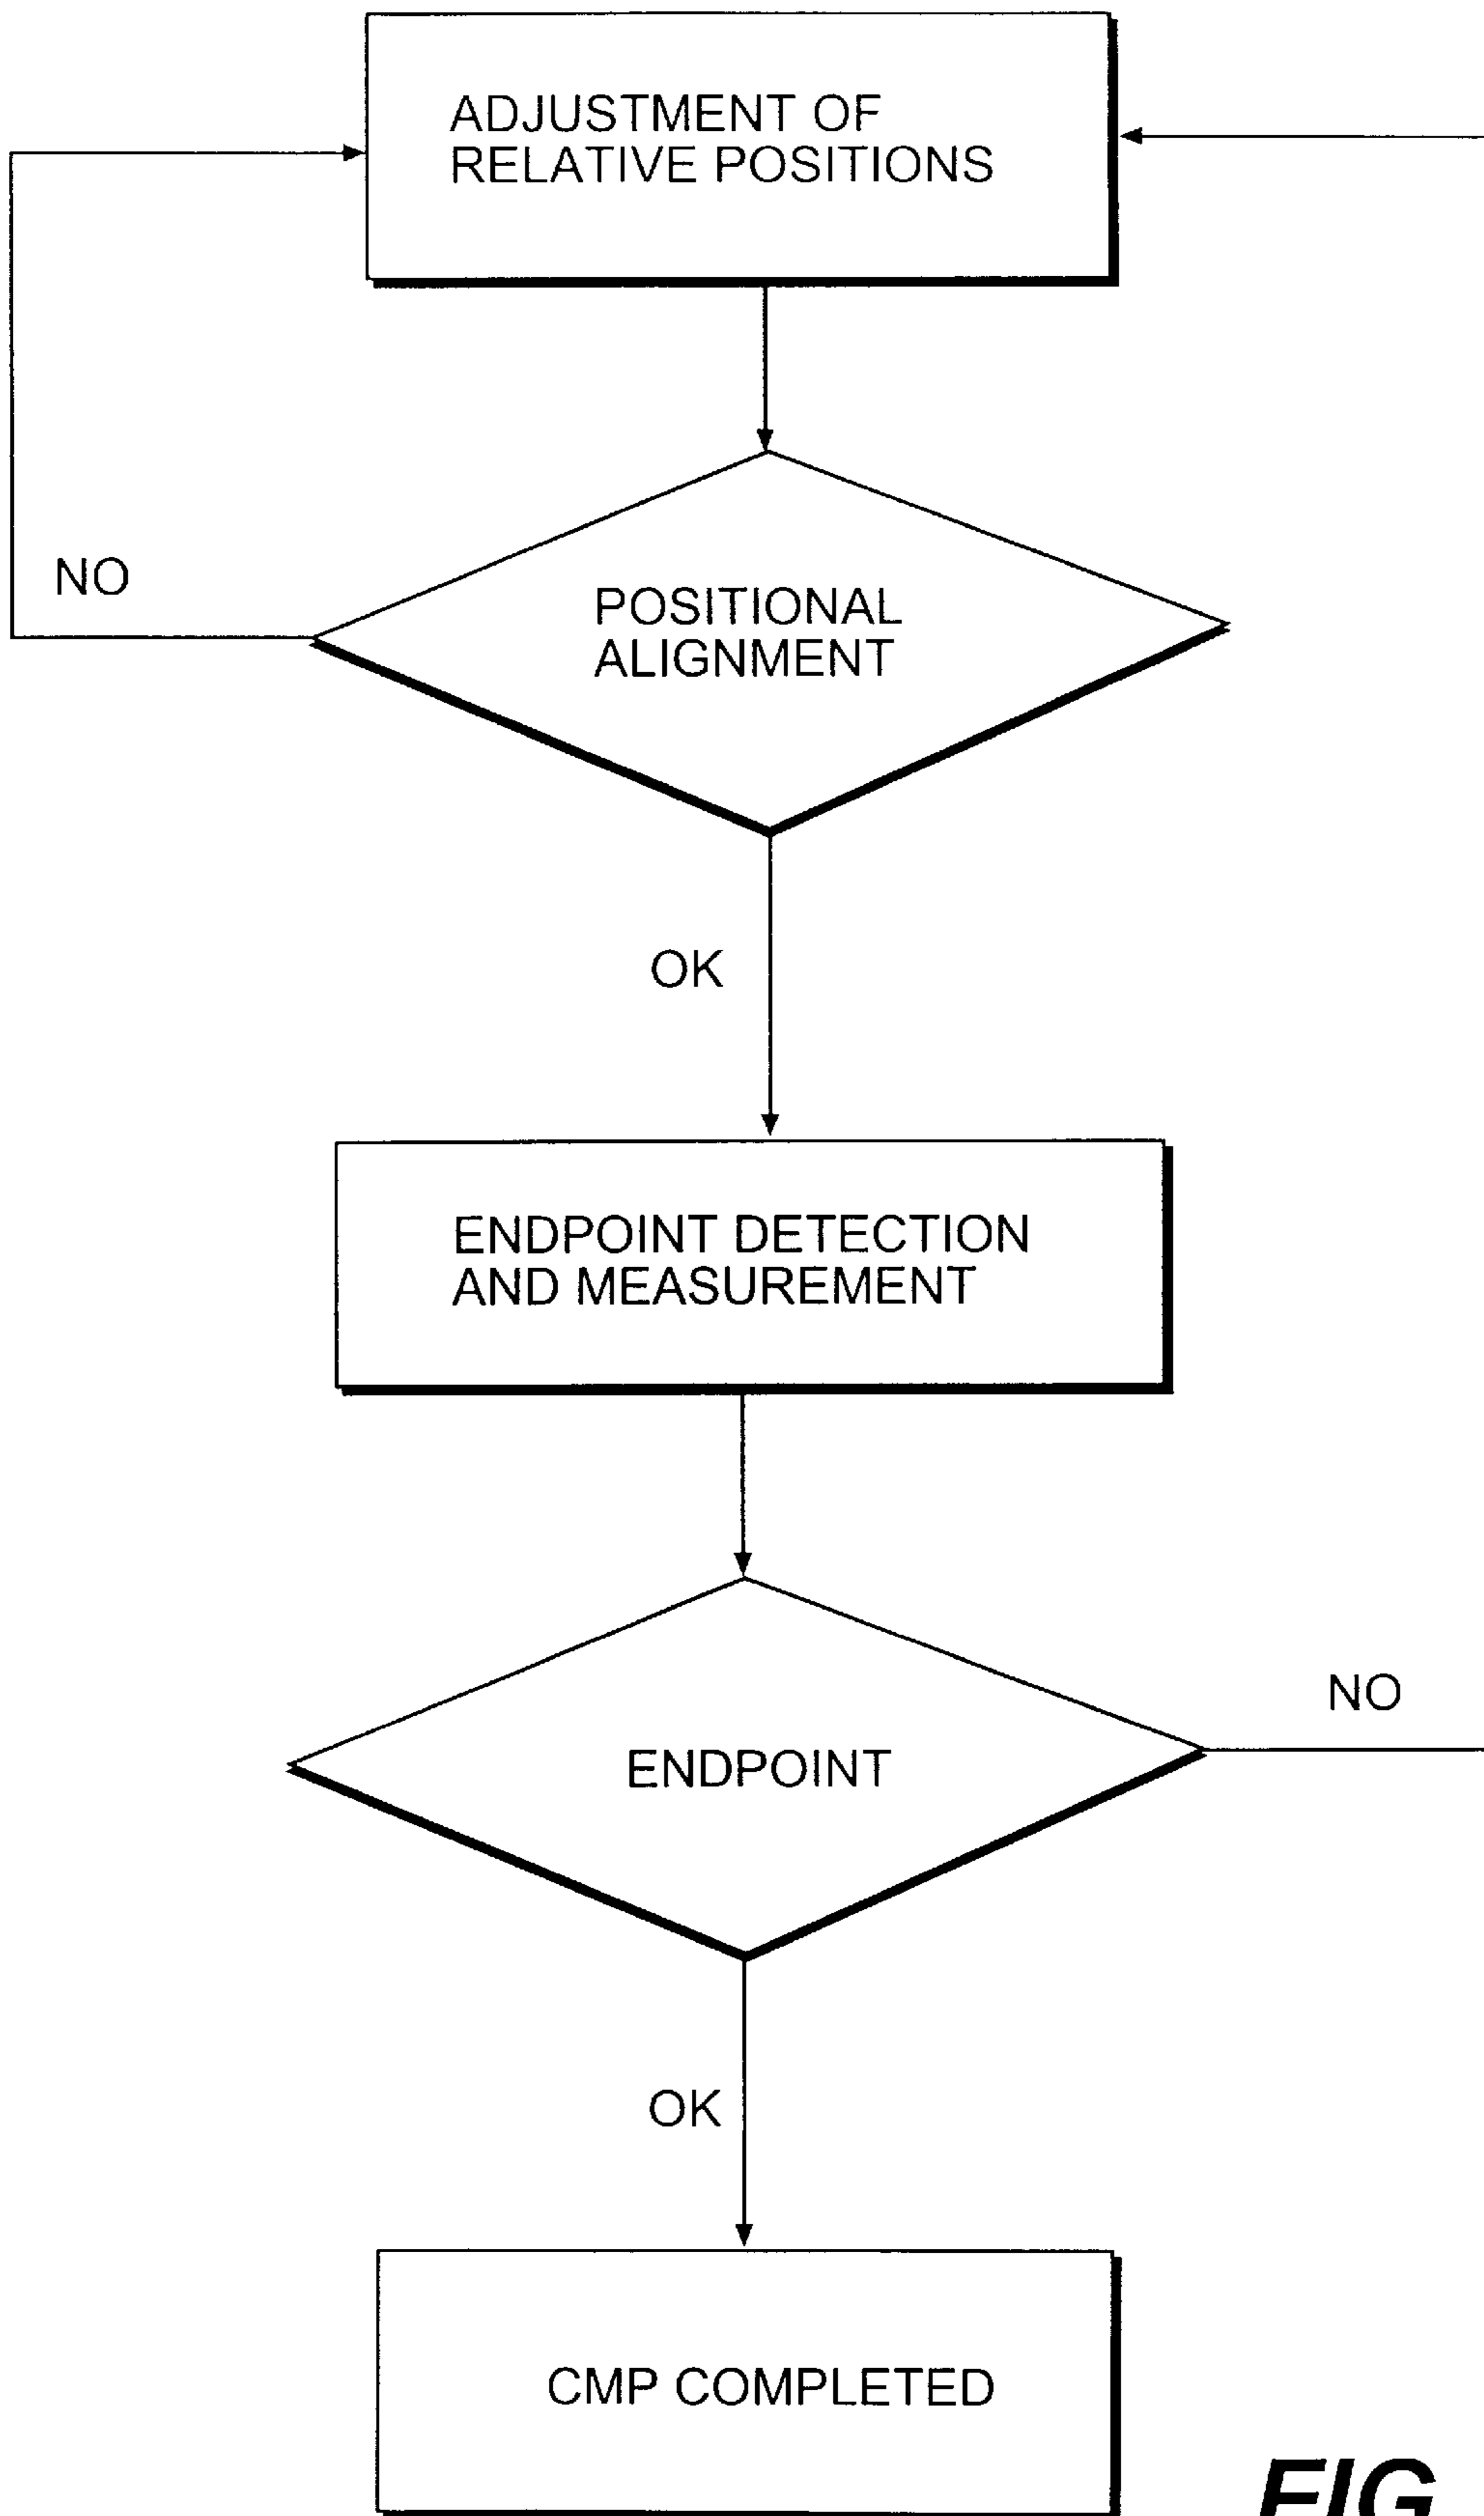 ADJUSTMENT OF
RELATIVE POSITIONS
NO
POSITIONAL
ALIGNMENT
OK
ENDPOINT DETECTION
AND MEASUREMENT
NO
ENDPOINT
OK
CMP COMPLETED
FIG